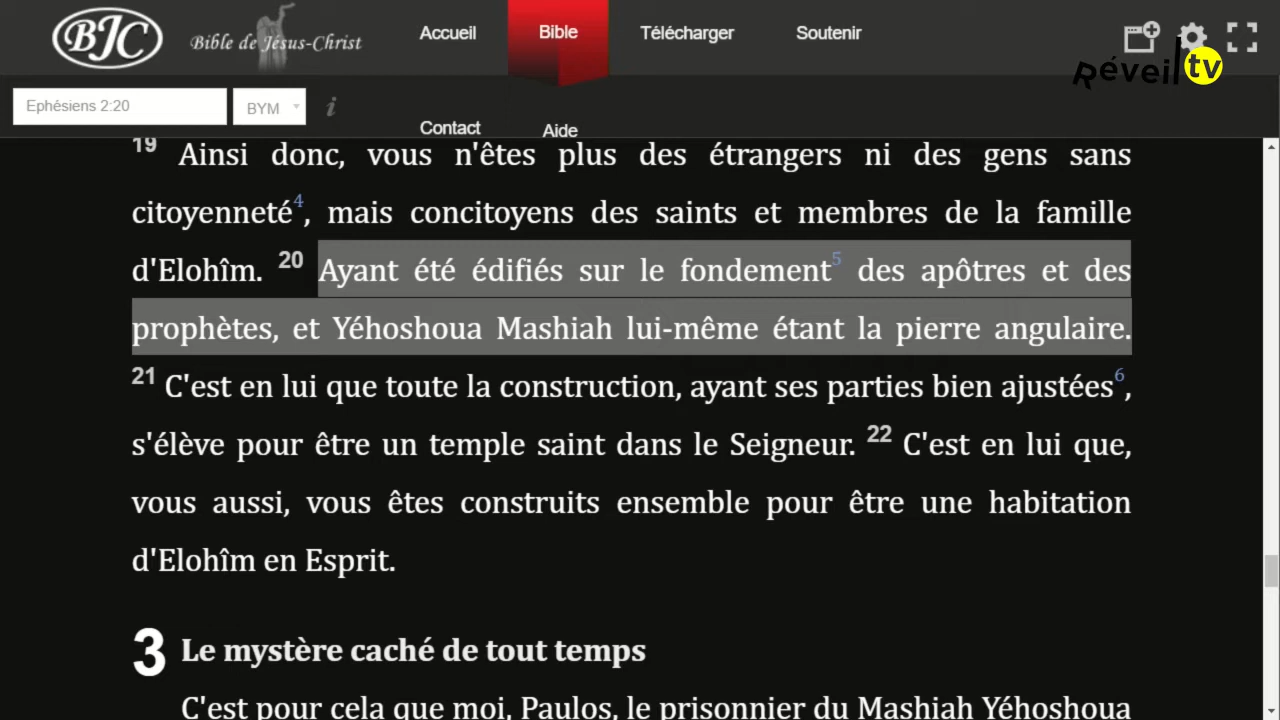 BJC Bible de Jésus-Christ Accueil Bible Télécharger Soutenir
Réveil tv
Ephésiens 2:20 BYM i
Contact Aide
19 Ainsi donc, vous n'êtes plus des étrangers ni des gens sans
citoyenneté4, mais concitoyens des saints et membres de la famille
d'Elohîm. 20 Ayant été édifiés sur le fondement5 des apôtres et des
prophètes, et Yéhoshoua Mashiah lui-même étant la pierre angulaire.
21 C'est en lui que toute la construction, ayant ses parties bien ajustées6,
s'élève pour être un temple saint dans le Seigneur. 22 C'est en lui que,
vous aussi, vous êtes construits ensemble pour être une habitation
d'Elohîm en Esprit.
3 Le mystère caché de tout temps
C'est pour cela que moi, Paulos, le prisonnier du Mashiah Yéhoshoua